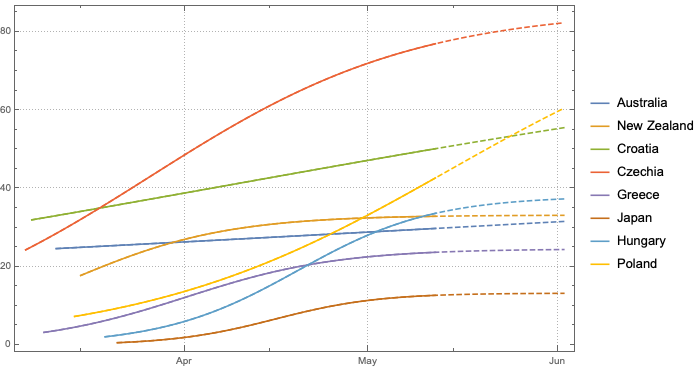 80
60
40
20
0
Apr
May
Jun
Australia
New Zealand
Croatia
Czechia
Greece
Japan
Hungary
Poland